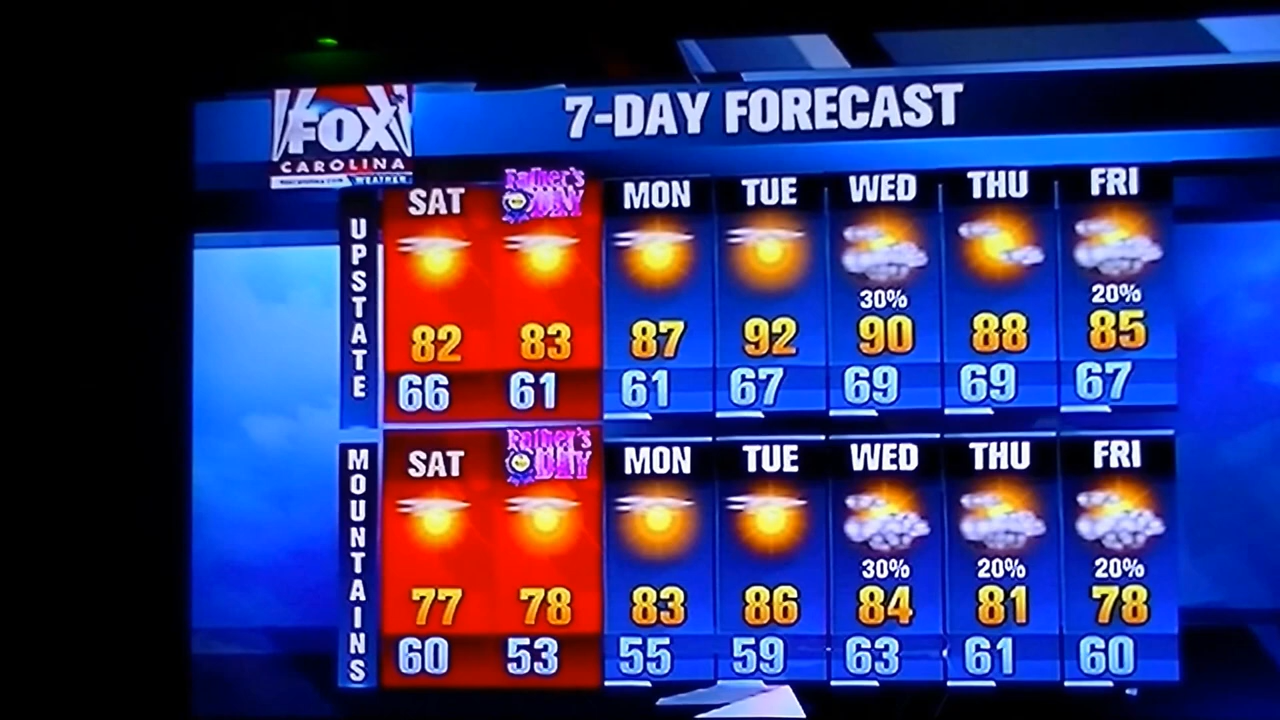 7-DAY FORECAST
FOX
CAROLINA
WEATHER
UPSTATE
SAT Father's DAY MON TUE WED THU FRI
30% 20%
82 83 87 92 90 88 85
66 61 61 67 69 69 67
MOUNTAINS
SAT Father's DAY MON TUE WED THU FRI
30% 20% 20%
77 78 83 86 84 81 78
60 53 55 59 63 61 60